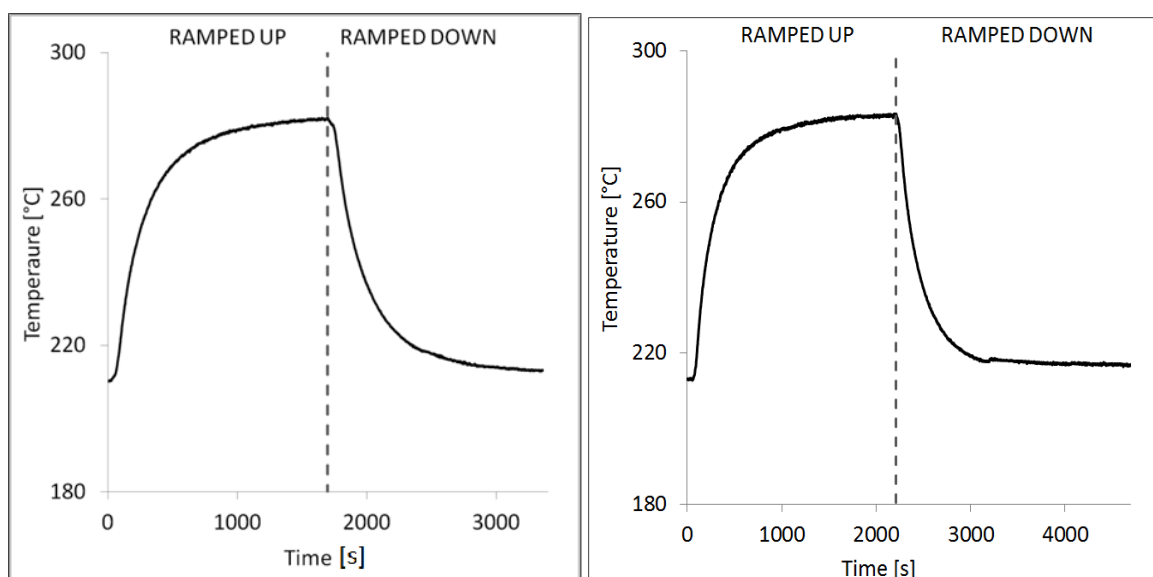 RAMPED UP RAMPED DOWN
300
260
220
180
Temperaure [°C]
0 1000 2000 3000
Time [s]
RAMPED UP RAMPED DOWN
300
260
220
180
Temperature [°C]
0 1000 2000 3000 4000
Time [s]